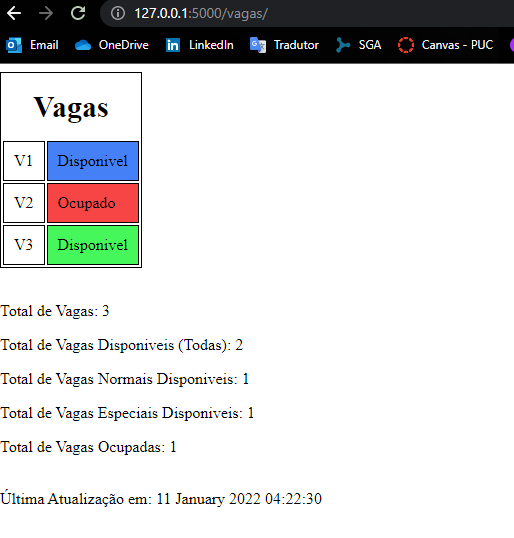 127.0.0.1:5000/vagas/
Email OneDrive LinkedIn Tradutor SGA Canvas - PUC
Vagas
V1 Disponivel
V2 Ocupado
V3 Disponivel
Total de Vagas: 3
Total de Vagas Disponiveis (Todas): 2
Total de Vagas Normais Disponiveis: 1
Total de Vagas Especiais Disponiveis: 1
Total de Vagas Ocupadas: 1
Última Atualização em: 11 January 2022 04:22:30